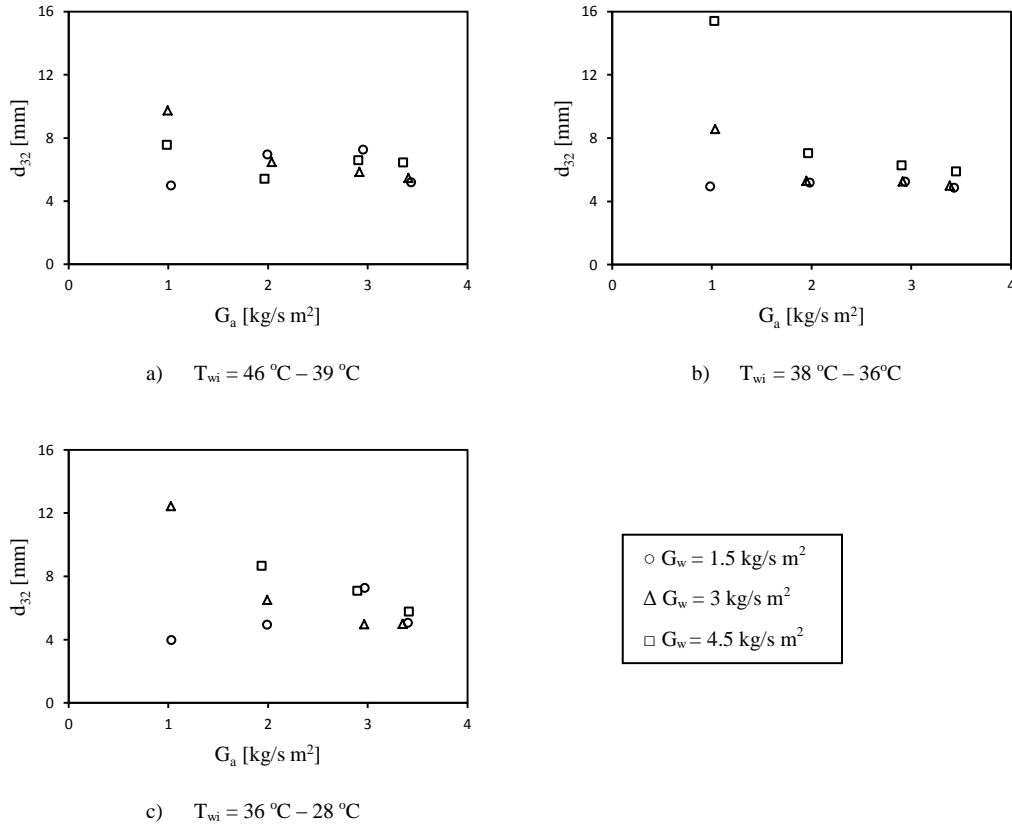 16
12
8
4
0
d32 [mm]
0 1 2 3 4
Ga [kg/s m²]
a) Twi = 46 °C – 39 °C
16
12
8
4
0
d32 [mm]
0 1 2 3 4
Ga [kg/s m²]
b) Twi = 38 °C – 36°C
16
12
8
4
0
d32 [mm]
0 1 2 3 4
Ga [kg/s m²]
c) Twi = 36 °C – 28 °C
○ Gw = 1.5 kg/s m²
Δ Gw = 3 kg/s m²
□ Gw = 4.5 kg/s m²